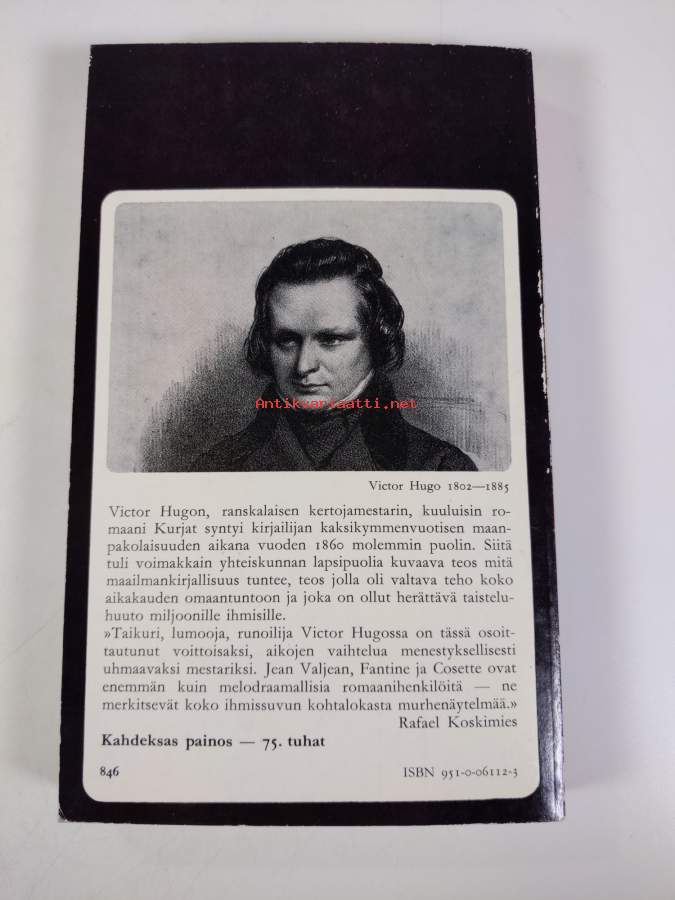 Antikvariaatti.net
Victor Hugo 1802—1885
Victor Hugon, ranskalaisen kertojamestarin, kuuluisin ro-
maani Kurjat syntyi kirjailijan kaksikymmenvuotisen maan-
pakolaisuuden aikana vuoden 1860 molemmin puolin. Siitä
tuli voimakkain yhteiskunnan lapsipuolia kuvaava teos mitä
maailmankirjallisuus tuntee, teos jolla oli valtava teho koko
aikakauden omaantuntoon ja joka on ollut herättävä taistelu-
huuto miljoonille ihmisille.
»Taikuri, lumooja, runoilija Victor Hugossa on tässä osoit-
tautunut voittoisaksi, aikojen vaihtelua menestyksellisesti
uhmaavaksi mestariksi. Jean Valjean, Fantine ja Cosette ovat
enemmän kuin melodraamallisia romaanihenkilöitä — ne
merkitsevät koko ihmissuvun kohtalokasta murhenäytelmää.»
Rafael Koskimies
Kahdeksas painos — 75. tuhat
846
ISBN 951-0-06112-3